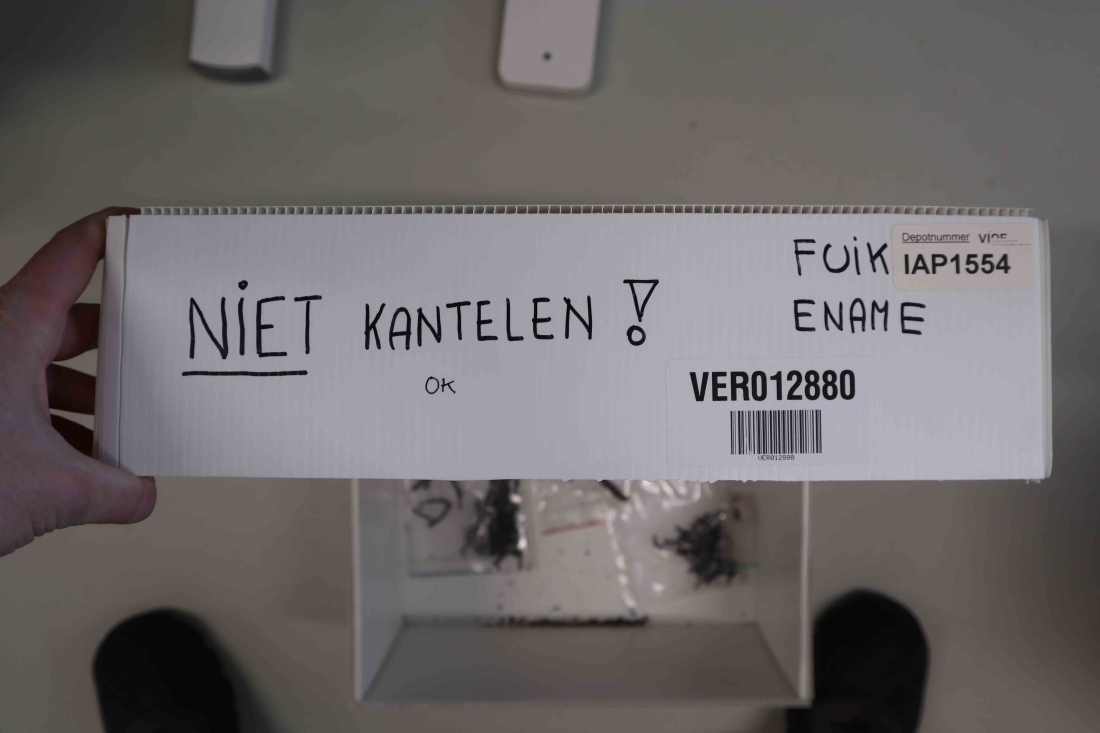 NIET KANTELEN !
OK
FUIK
ENAME
Depotnummer
IAP1554
VER012880
VER012880